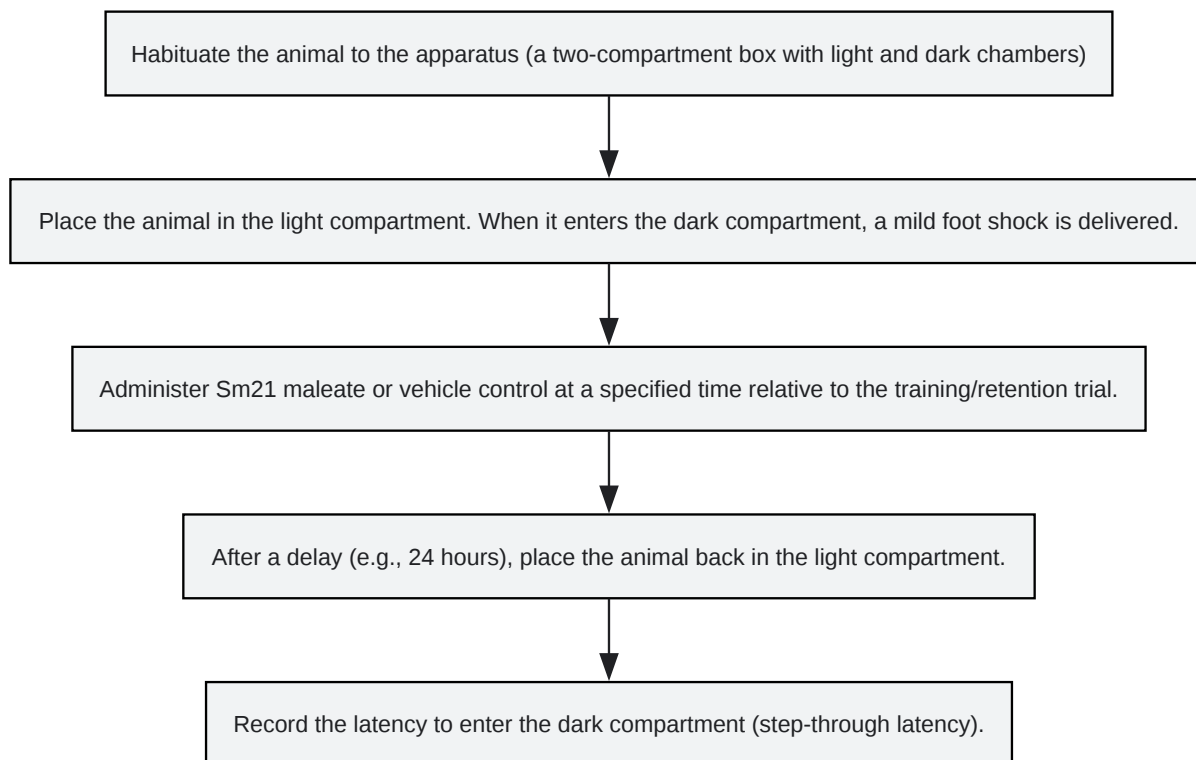 Habituate the animal to the apparatus (a two-compartment box with light and dark chambers)
Place the animal in the light compartment. When it enters the dark compartment, a mild foot shock is delivered.
Administer Sm21 maleate or vehicle control at a specified time relative to the training/retention trial.
After a delay (e.g., 24 hours), place the animal back in the light compartment.
Record the latency to enter the dark compartment (step-through latency).